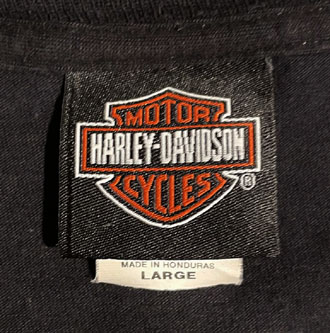 MOTOR
HARLEY-DAVIDSON
CYCLES
®
MADE IN HONDURAS
LARGE